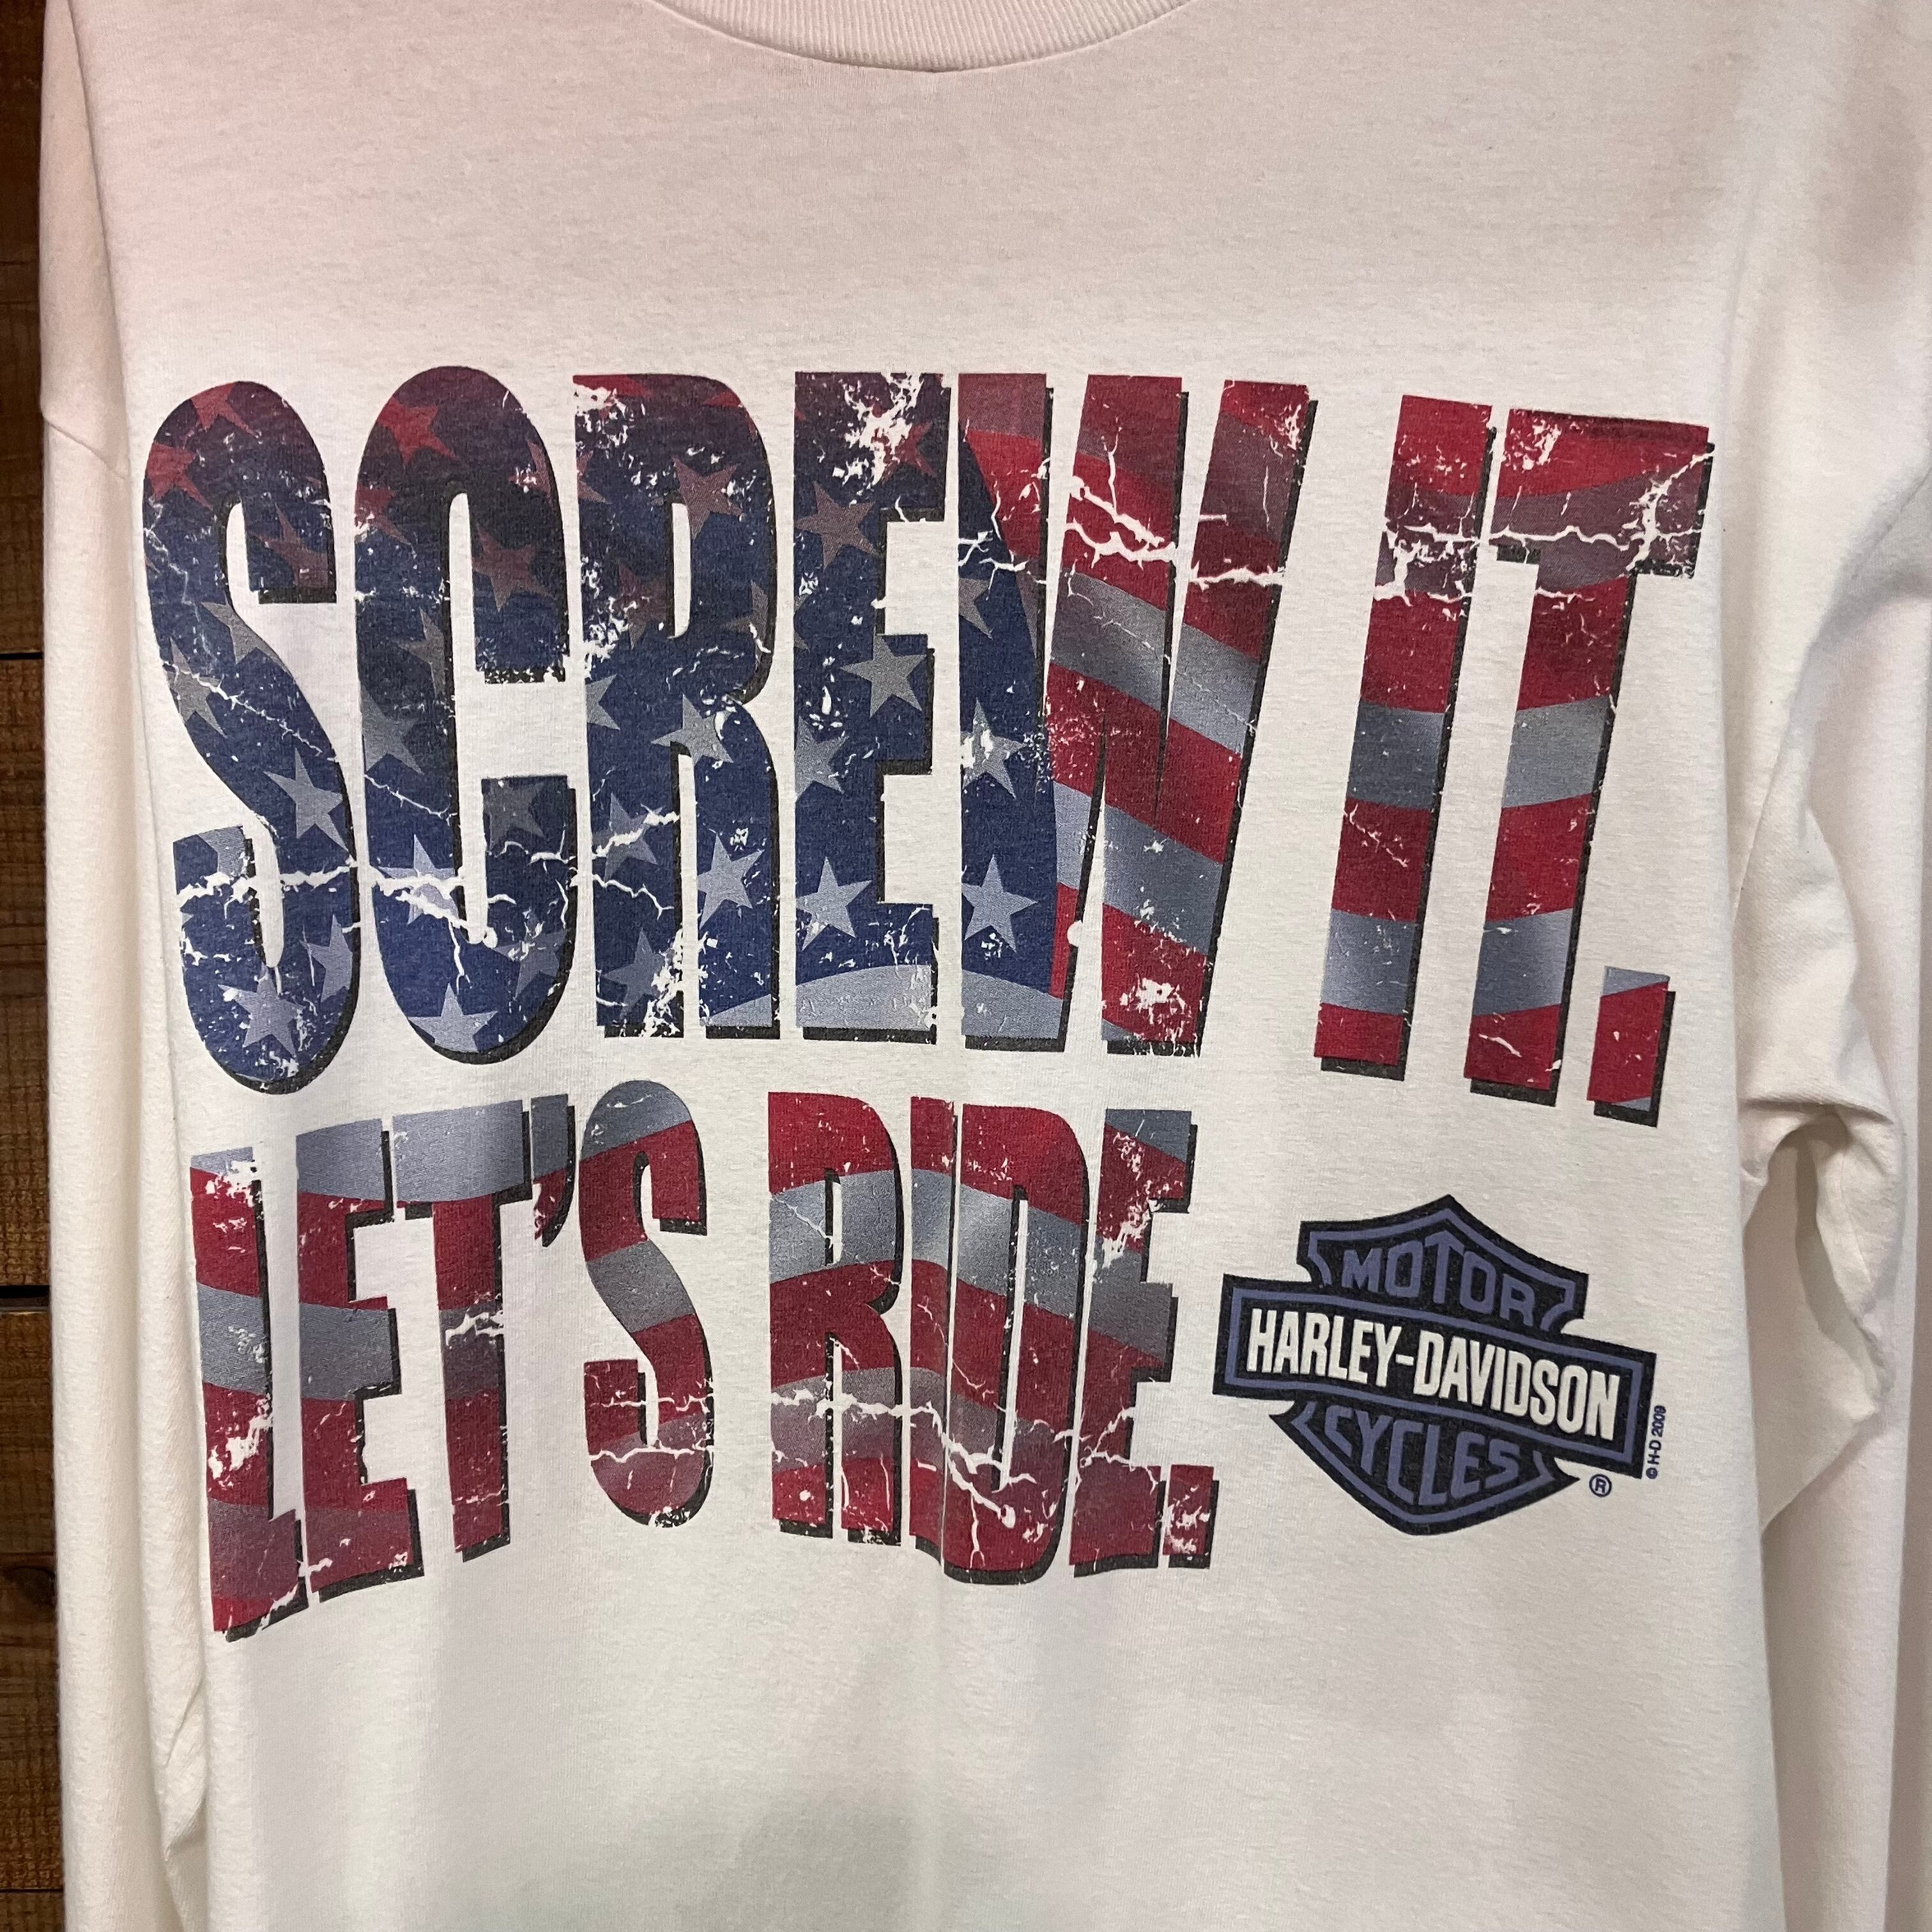 SCREW IT.
LET'S RIDE.
MOTOR
HARLEY-DAVIDSON
CYCLES
®
© H-D 2009